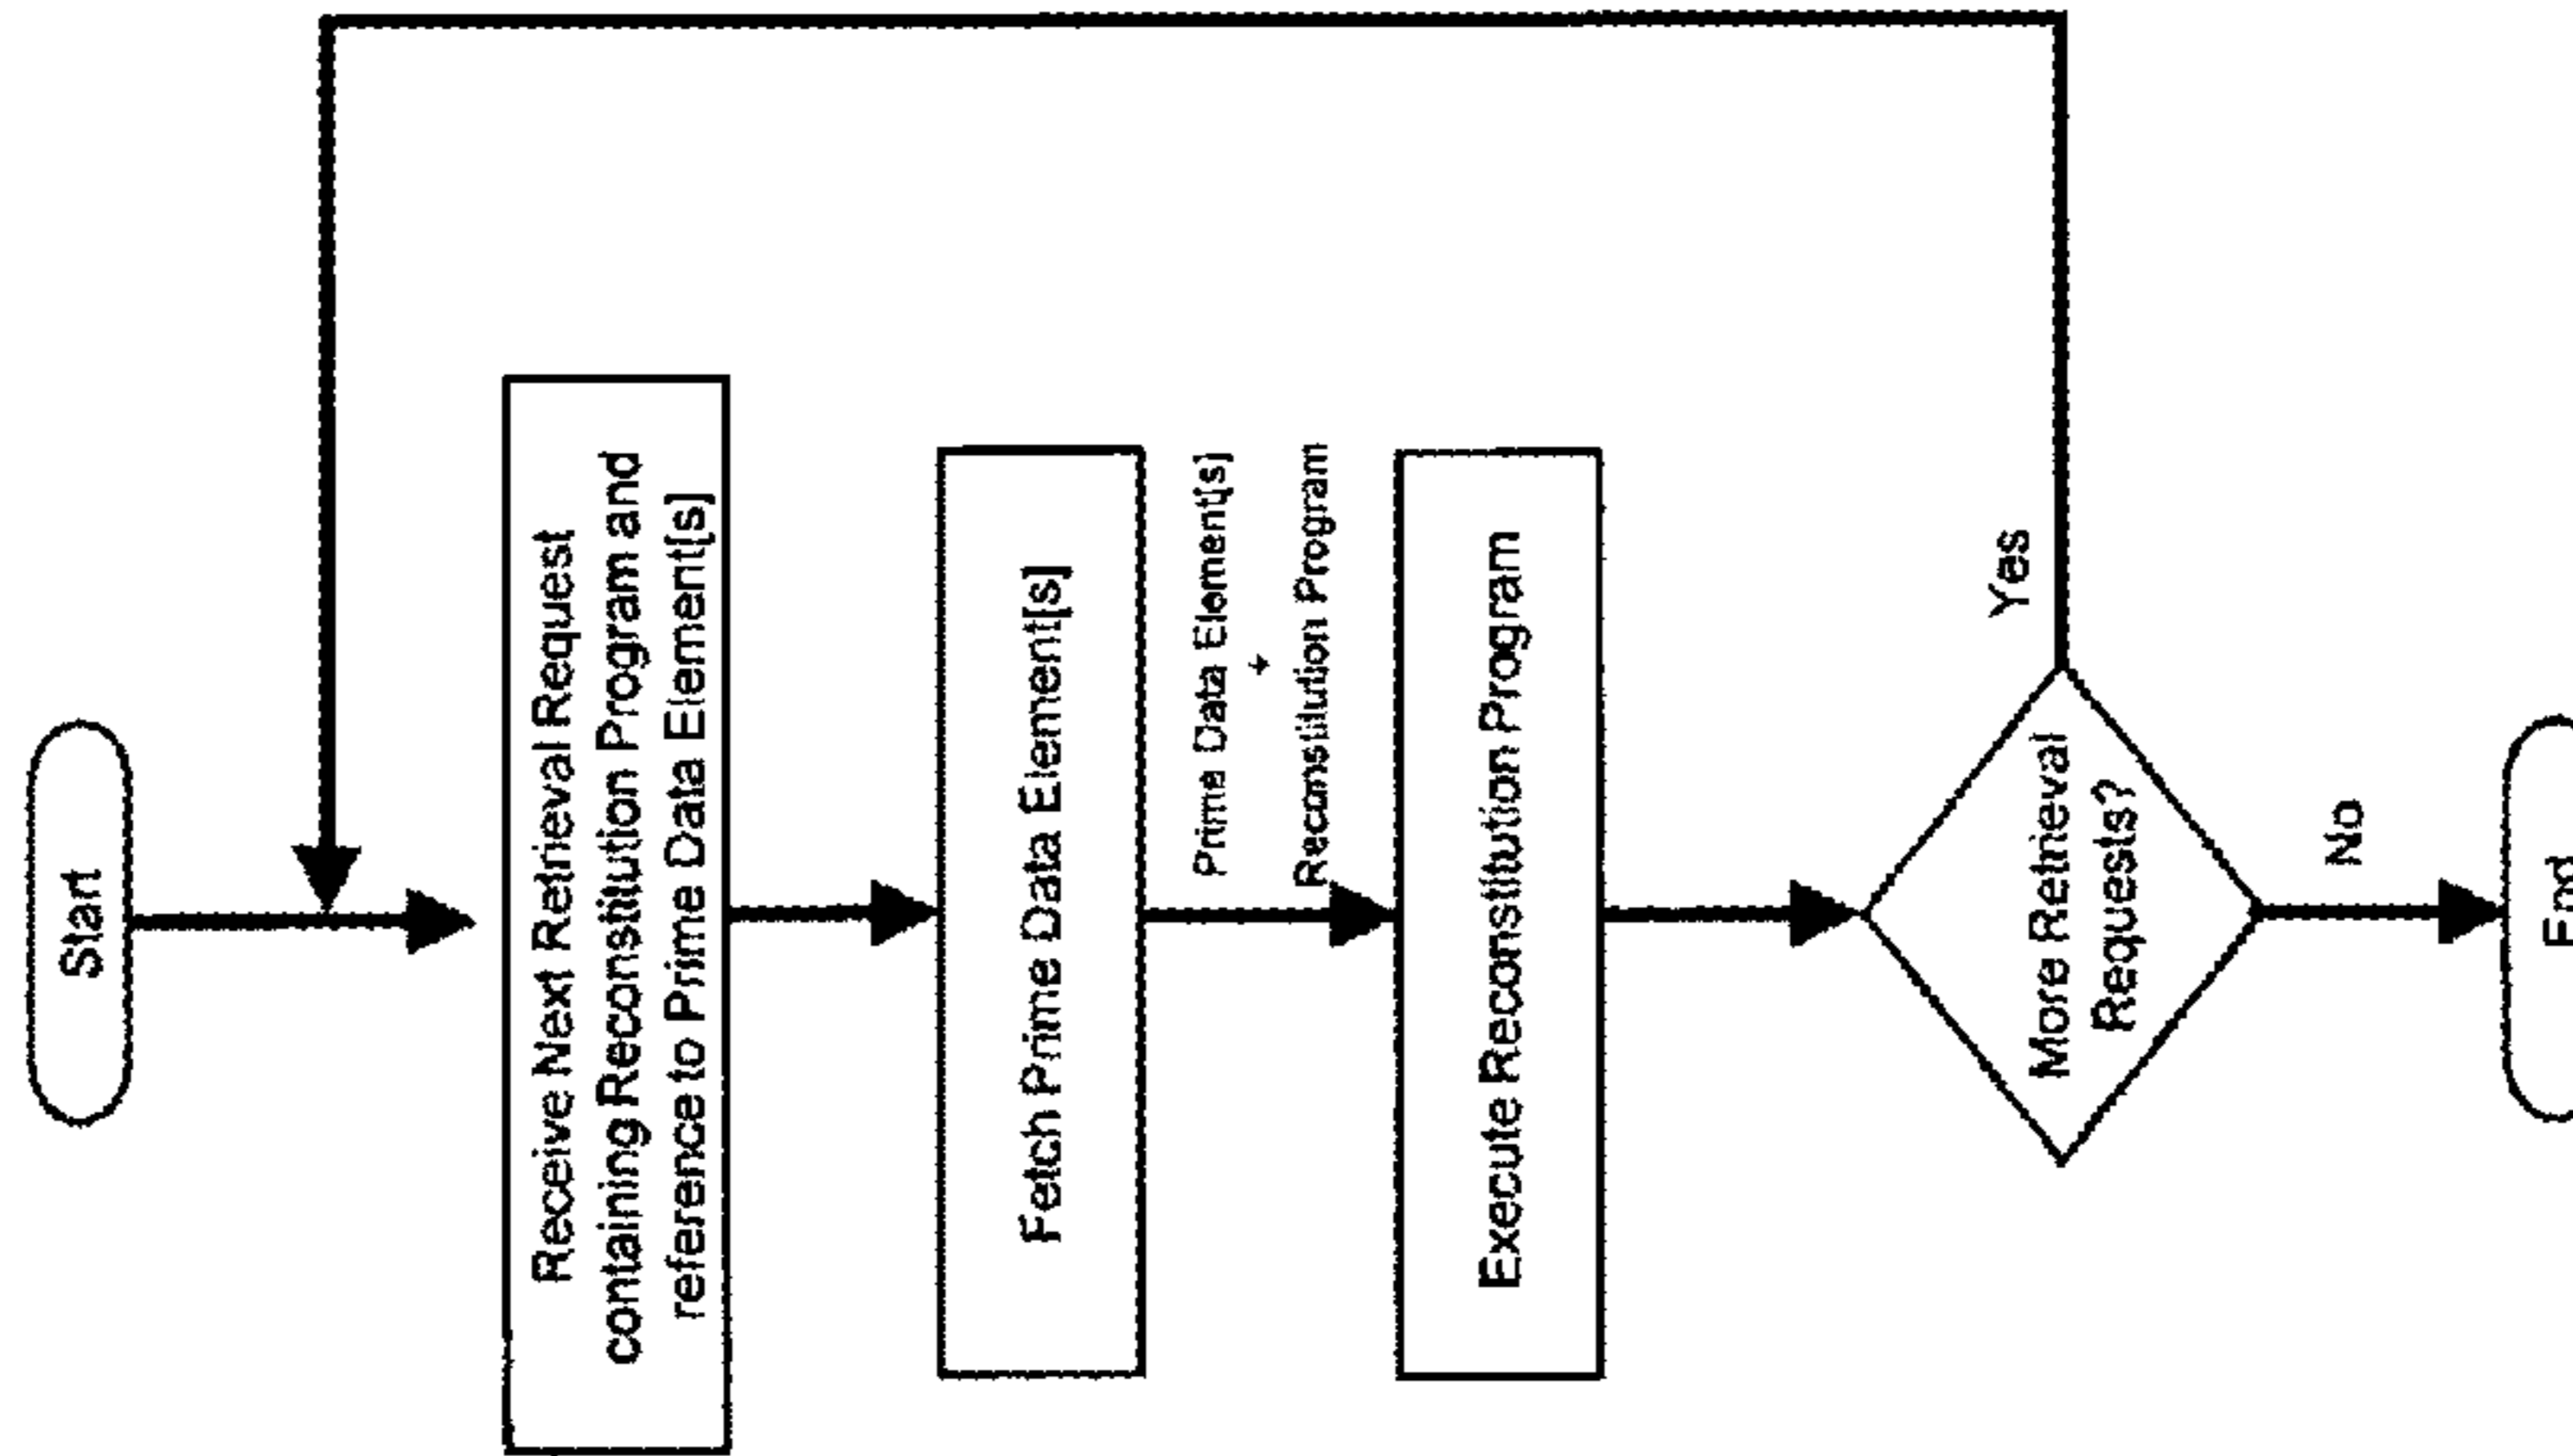 Start
Receive Next Retrieval Request
containing Reconstitution Program and
reference to Prime Data Element[s]
Fetch Prime Data Element[s]
Prime Data Element[s]
+
Reconstitution Program
Execute Reconstitution Program
More Retrieval
Requests?
Yes
No
End